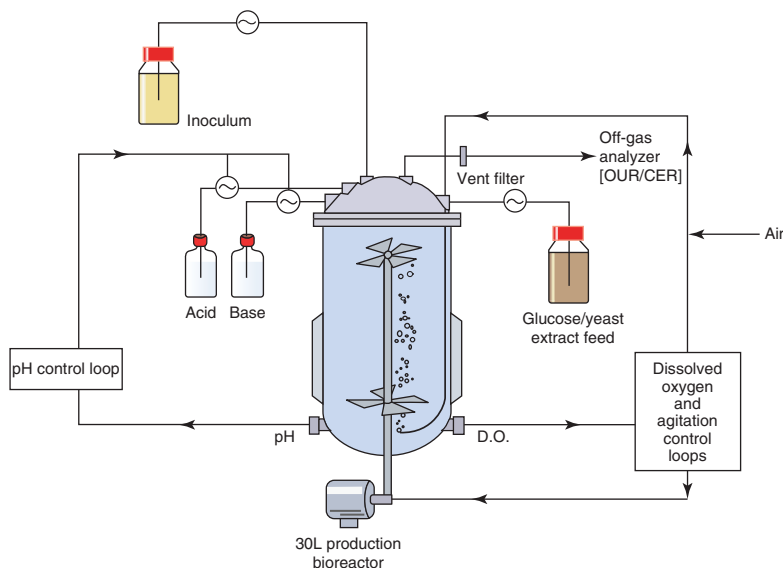 Inoculum
Off-gas
analyzer
[OUR/CER]
Vent filter
Air
Acid
Base
Glucose/yeast
extract feed
pH control loop
Dissolved
oxygen
and
agitation
control
loops
pH
D.O.
30L production
bioreactor